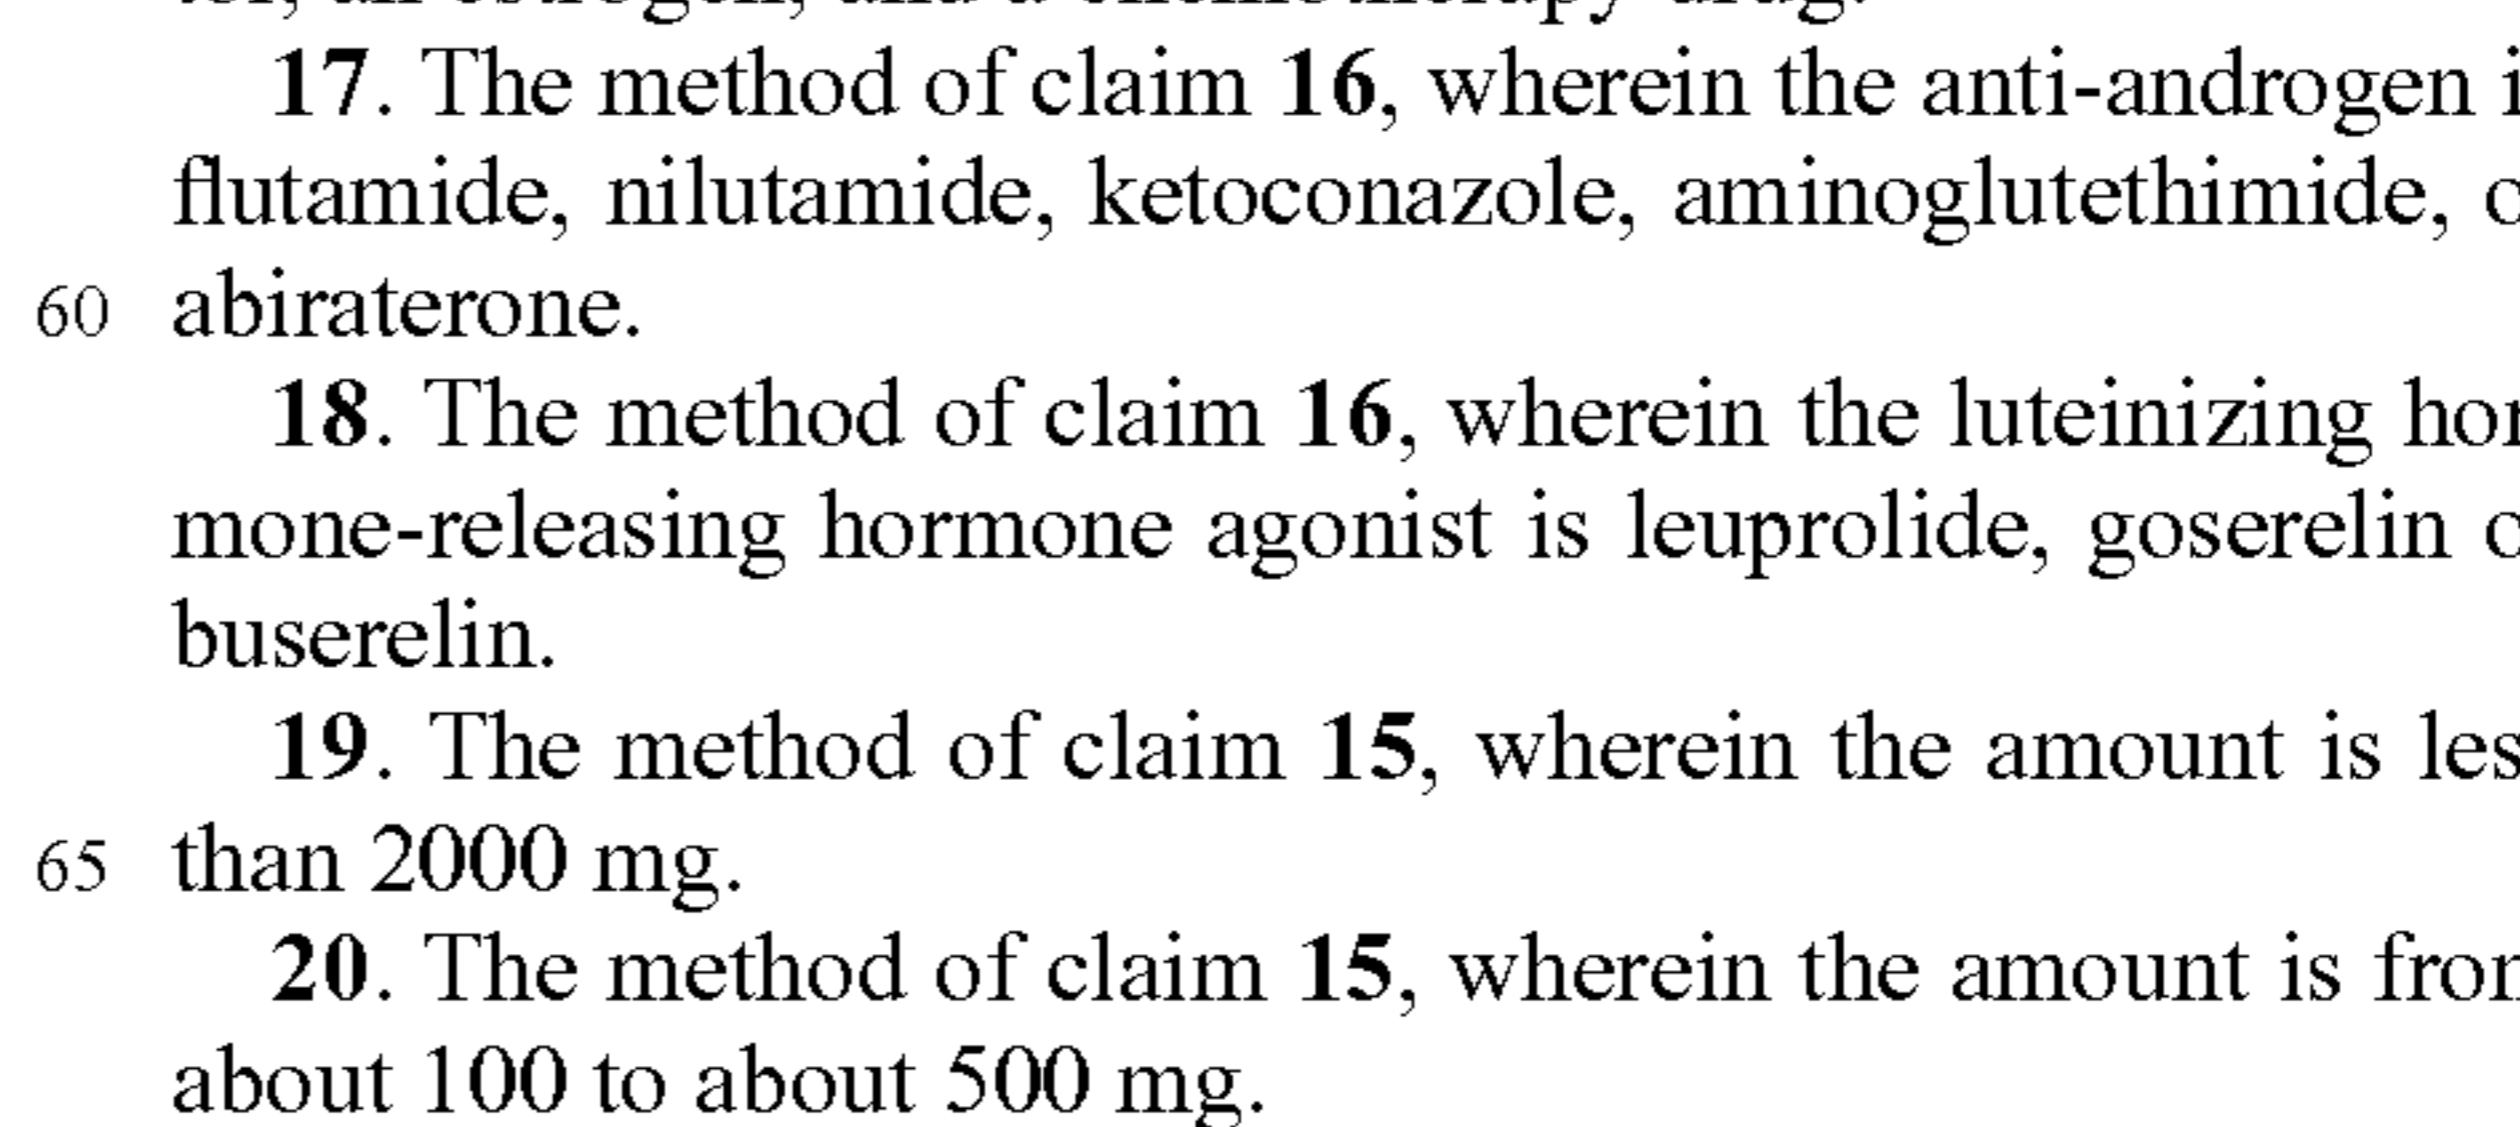 17. The method of claim 16, wherein the anti-androgen i
flutamide, nilutamide, ketoconazole, aminoglutethimide, o
60 abiraterone.
18. The method of claim 16, wherein the luteinizing hor
mone-releasing hormone agonist is leuprolide, goserelin o
buserelin.
19. The method of claim 15, wherein the amount is les
than 2000 mg.
65
20. The method of claim 15, wherein the amount is from
about 100 to about 500 mg.